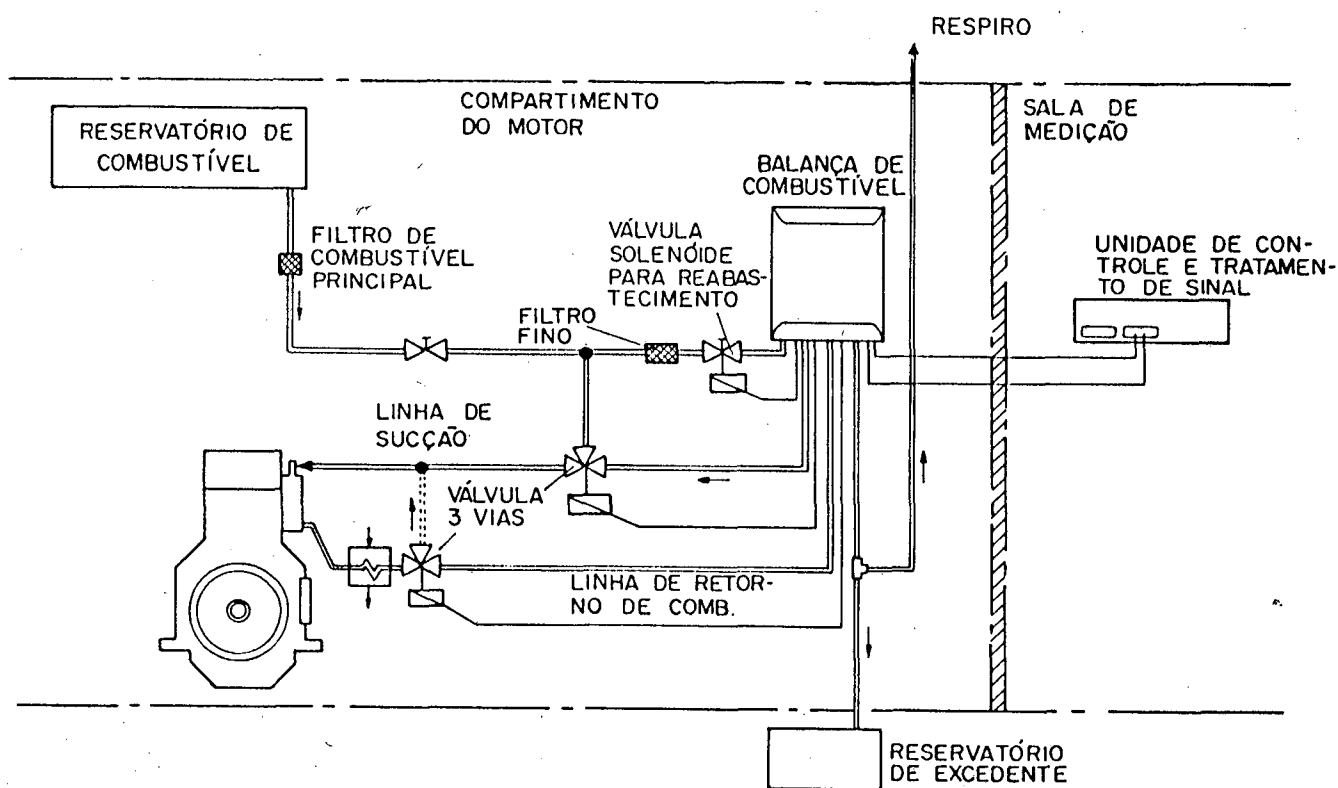 RESPIRO
COMPARTIMENTO
DO MOTOR
SALA DE
MEDIÇÃO
RESERVATÓRIO DE
COMBUSTÍVEL
BALANÇA DE
COMBUSTÍVEL
FILTRO DE
COMBUSTÍVEL
PRINCIPAL
VÁLVULA
SOLENÓIDE
PARA REABAS-
TECIMENTO
UNIDADE DE CON-
TROLE E TRATAMEN-
TO DE SINAL
FILTRO
FINO
LINHA DE
SUCÇÃO
VÁLVULA
3 VIAS
LINHA DE RETOR-
NO DE COMB.
RESERVATÓRIO
DE EXCEDENTE